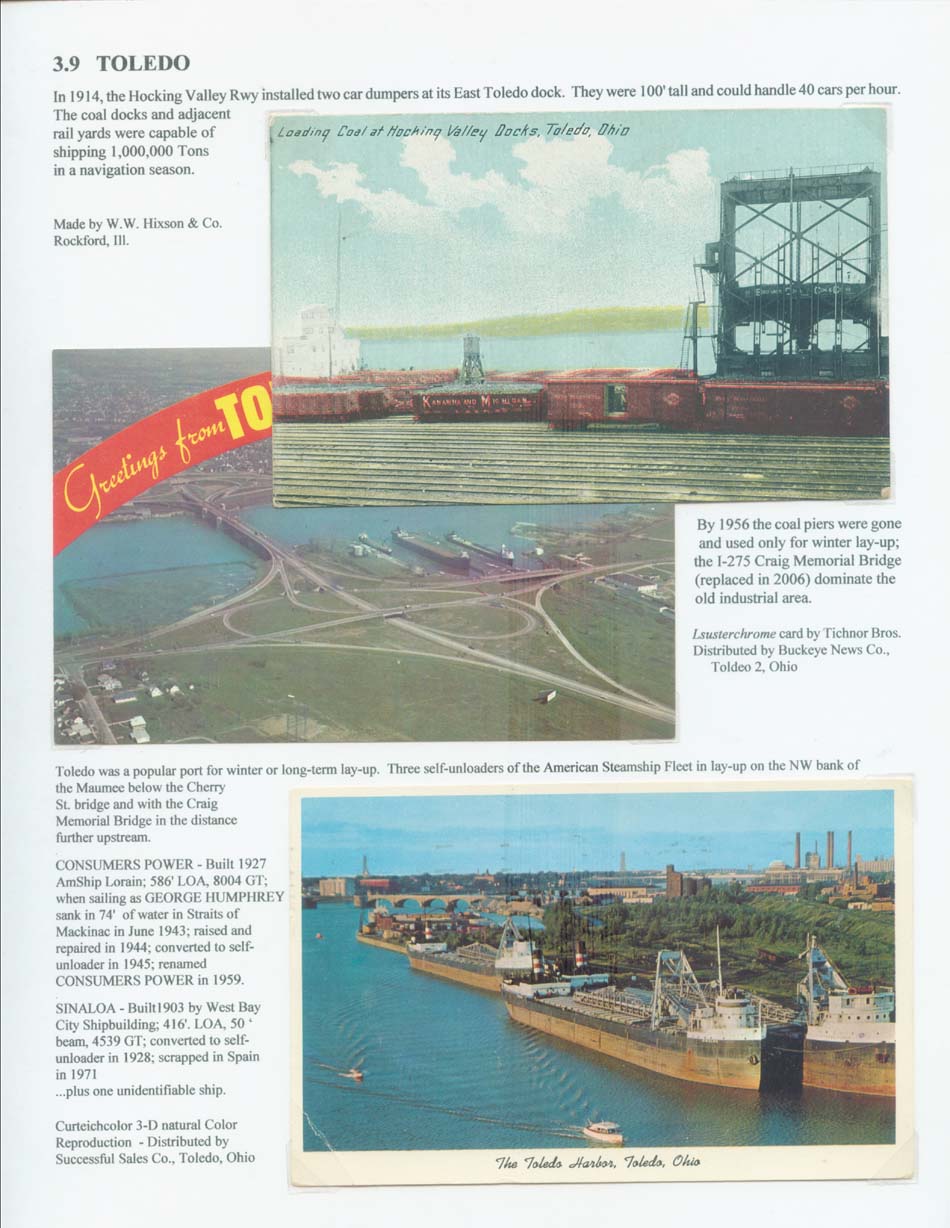 3.9 TOLEDO
In 1914, the Hocking Valley Rwy installed two car dumpers at its East Toledo dock. They were 100' tall and could handle 40 cars per hour.
The coal docks and adjacent
rail yards were capable of
shipping 1,000,000 Tons
in a navigation season.
Made by W.W. Hixson & Co.
Rockford, Ill.
Loading Coal at Hocking Valley Docks, Toledo, Ohio
KANAWHA AND MICHIGAN
Greetings from TO
By 1956 the coal piers were gone
and used only for winter lay-up;
the I-275 Craig Memorial Bridge
(replaced in 2006) dominate the
old industrial area.
Lsusterchrome card by Tichnor Bros.
Distributed by Buckeye News Co.,
Toldeo 2, Ohio
Toledo was a popular port for winter or long-term lay-up. Three self-unloaders of the American Steamship Fleet in lay-up on the NW bank of
the Maumee below the Cherry
St. bridge and with the Craig
Memorial Bridge in the distance
further upstream.
CONSUMERS POWER - Built 1927
AmShip Lorain; 586' LOA, 8004 GT;
when sailing as GEORGE HUMPHREY
sank in 74' of water in Straits of
Mackinac in June 1943; raised and
repaired in 1944; converted to self-
unloader in 1945; renamed
CONSUMERS POWER in 1959.
SINALOA - Built1903 by West Bay
City Shipbuilding; 416'. LOA, 50 ‘
beam, 4539 GT; converted to self-
unloader in 1928; scrapped in Spain
in 1971
...plus one unidentifiable ship.
Curteichcolor 3-D natural Color
Reproduction - Distributed by
Successful Sales Co., Toledo, Ohio
The Toledo Harbor, Toledo, Ohio